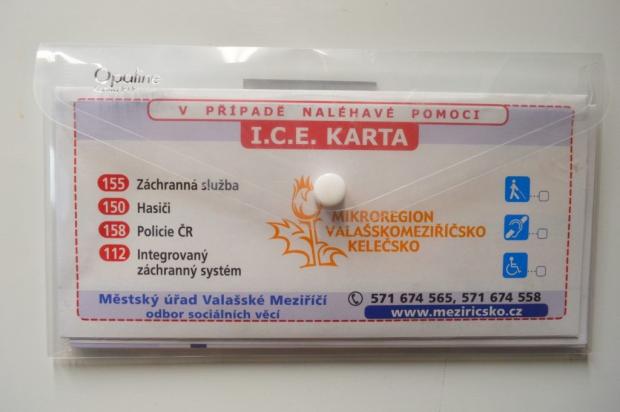 Opaline
V PŘÍPADĚ NALÉHAVÉ POMOCI
I.C.E. KARTA
155 Záchranná služba
150 Hasiči
158 Policie ČR
112 Integrovaný
záchranný systém
MIKROREGION
VALAŠSKOMEZIŘÍČSKO
KELEČSKO
Městský úřad Valašské Meziříčí
odbor sociálních věcí
571 674 565, 571 674 558
www.meziricsko.cz